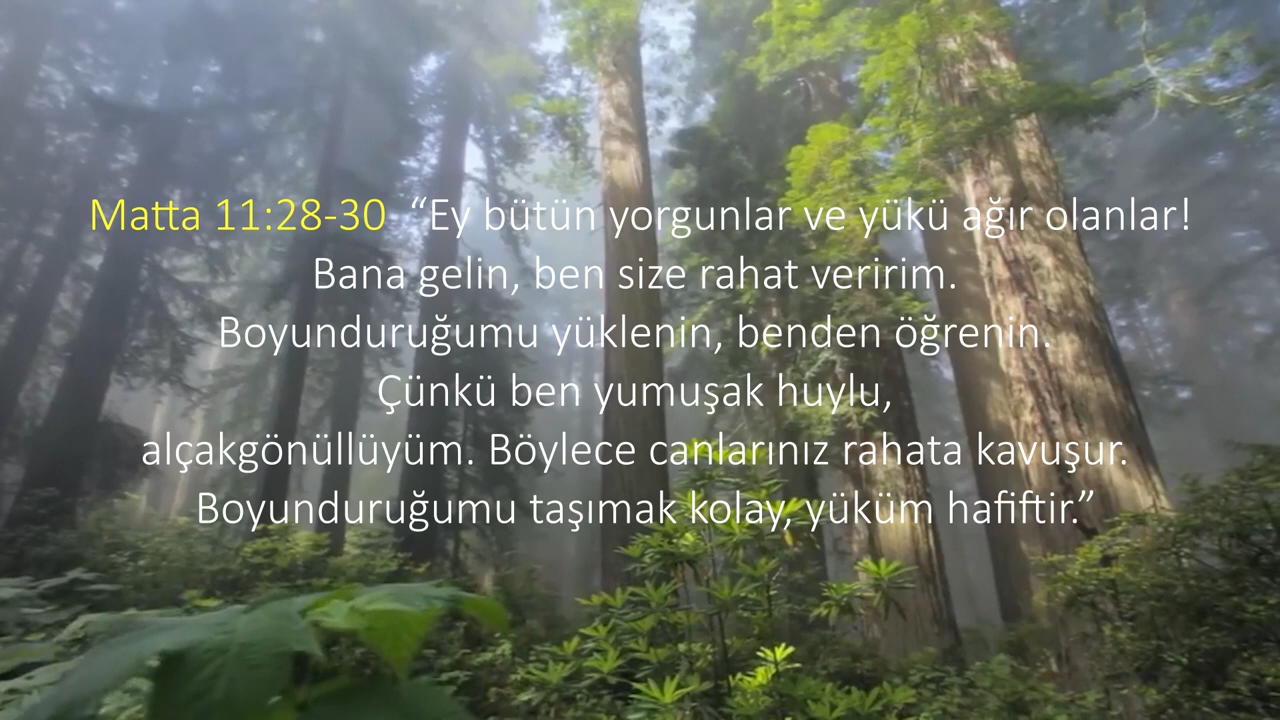 Matta 11:28-30 “Ey bütün yorgunlar ve yükü ağır olanlar!
Bana gelin, ben size rahat veririm.
Boyunduruğumu yüklenin, benden öğrenin.
Çünkü ben yumuşak huylu,
alçakgönüllüyüm. Böylece canlarınız rahata kavuşur.
Boyunduruğumu taşımak kolay, yüküm hafiftir.”